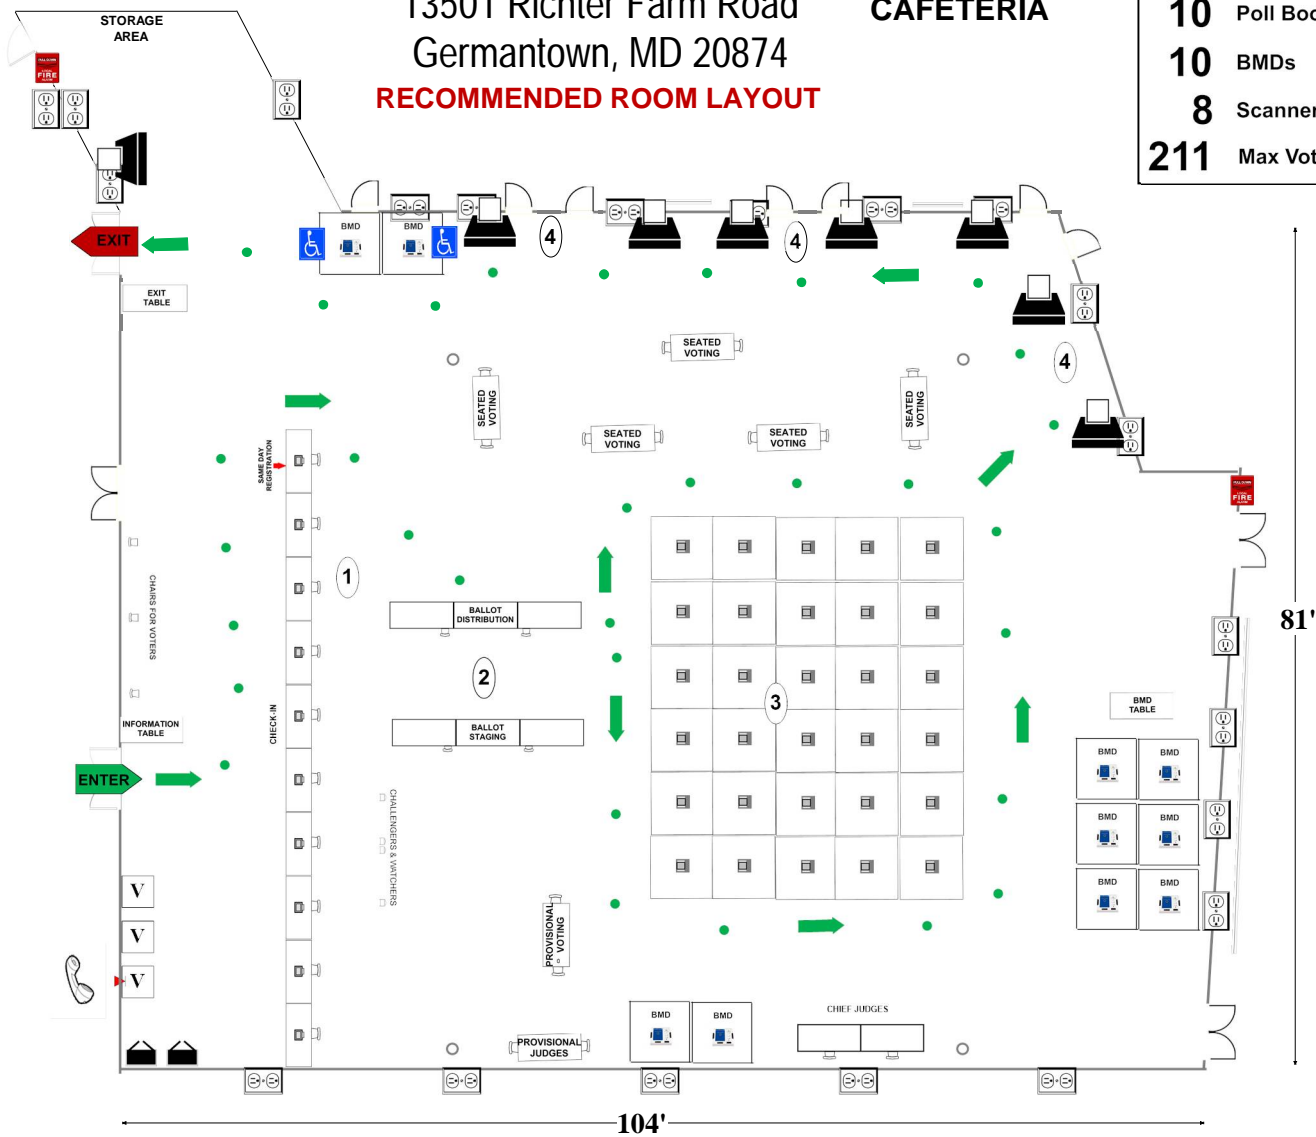 13501 Richter Farm Road
Germantown, MD 20874
RECOMMENDED ROOM LAYOUT
CAFETERIA
10 Poll Boo
10 BMDs
8 Scanner
211 Max Vot
STORAGE
AREA
FIRE
EXIT
BMD
BMD
4
4
EXIT
TABLE
SEATED
VOTING
4
SEATED
VOTING
SEATED
VOTING
SEATED
VOTING
SEATED
VOTING
SAME DAY
REGISTRATION
FIRE
1
CHAIRS FOR VOTERS
BALLOT
DISTRIBUTION
81'
2
3
CHECK-IN
INFORMATION
TABLE
BALLOT
STAGING
BMD
TABLE
ENTER
BMD
BMD
CHALLENGERS & WATCHERS
BMD
BMD
BMD
BMD
V
V
V
PROVISIONAL
VOTING
BMD
BMD
CHIEF JUDGES
PROVISIONAL
JUDGES
104'